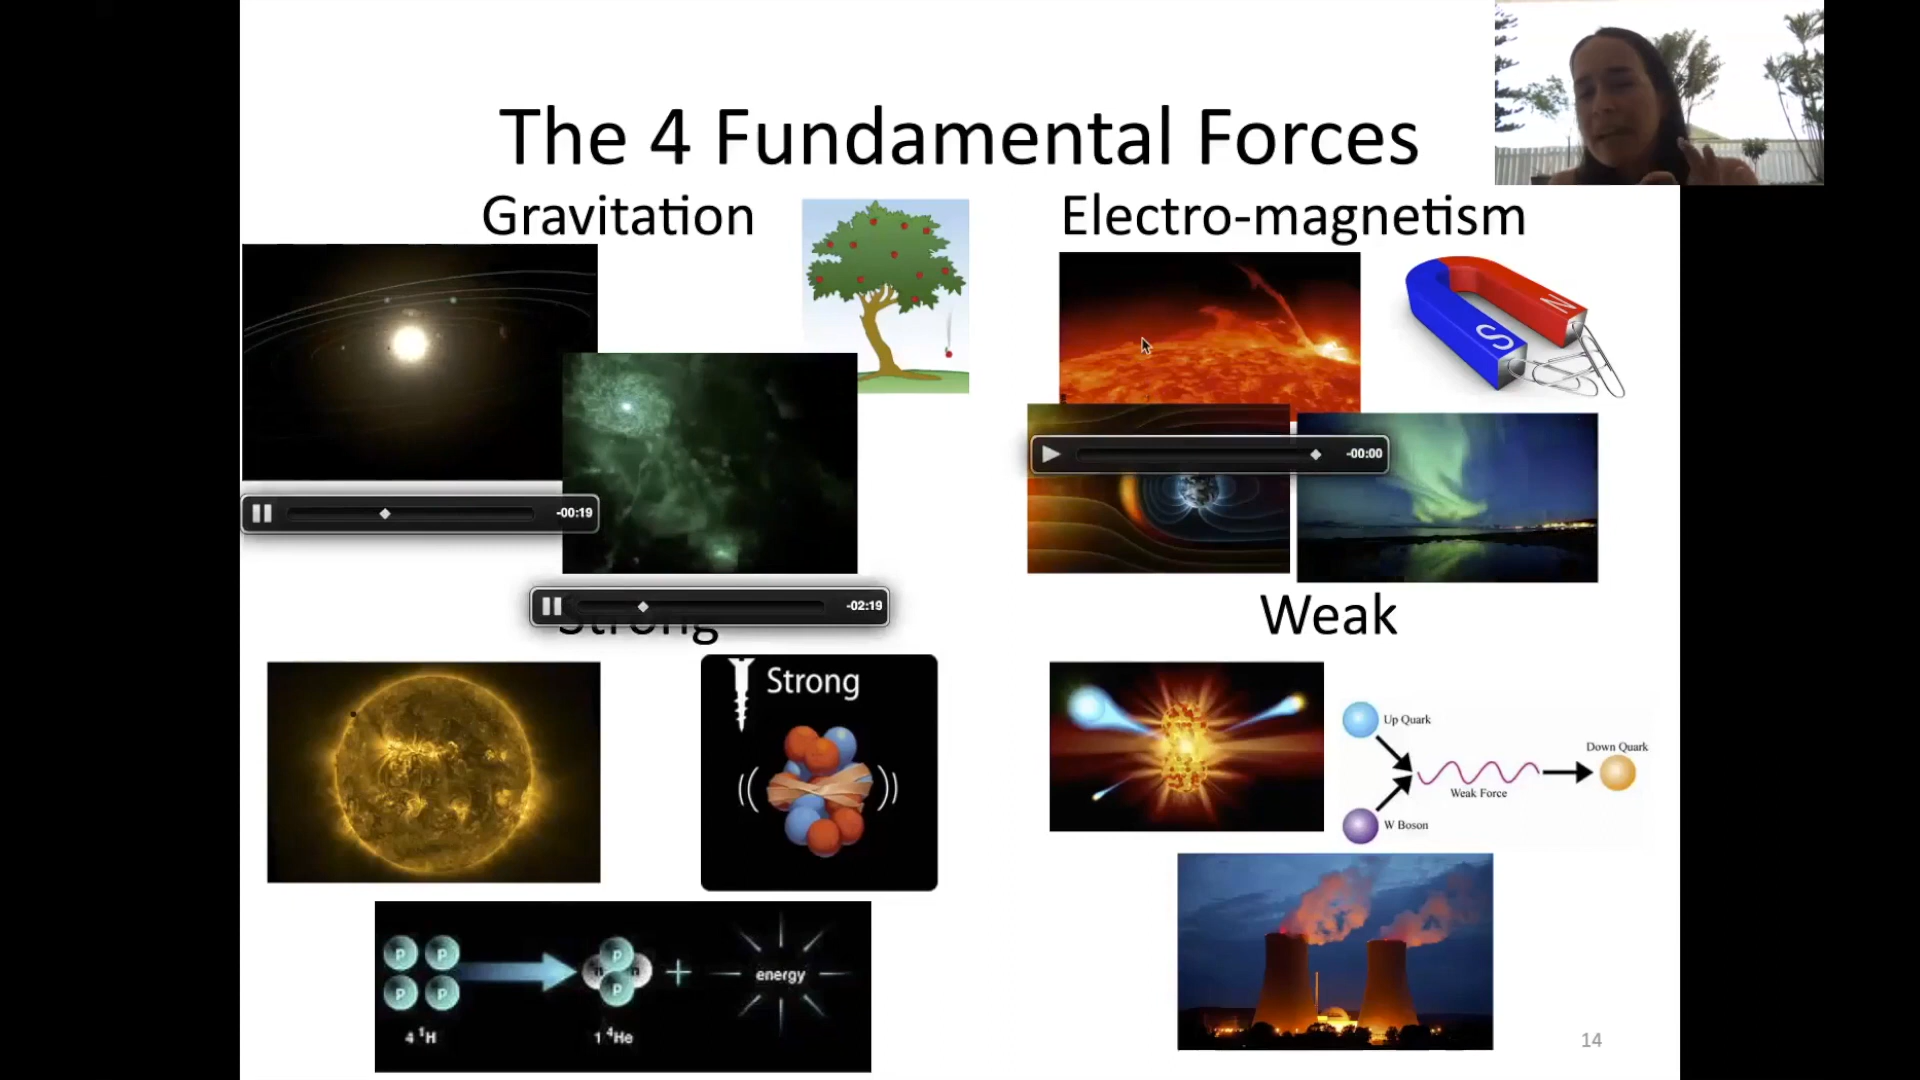 The 4 Fundamental Forces
Gravitation
Electro-magnetism
N
S
-00:19
-00:00
-02:19
Strong
Weak
Strong
Up Quark
Down Quark
Weak Force
W Boson
P P
P P
n P n
P
+
energy
4 ¹H
1 ⁴He
14